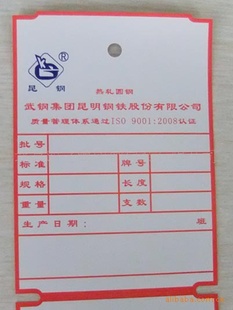 ®
昆 钢
热轧圆钢
武钢集团昆明钢铁股份有限公司
质量管理体系通过ISO 9001:2008认证
批号
标准 牌号
规格 长度
重量 支数
生产日期: 班